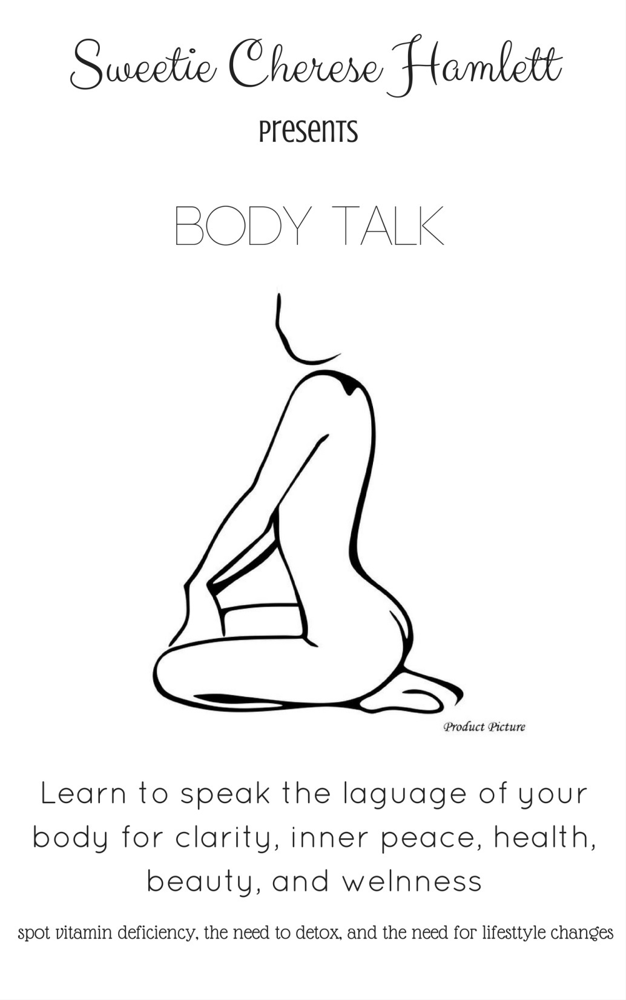 Sweetie Cherese Hamlett
presents
BODY TALK
Product Picture
Learn to speak the laguage of your
body for clarity, inner peace, health,
beauty, and welnness
spot vitamin deficiency, the need to detox, and the need for lifesttyle changes